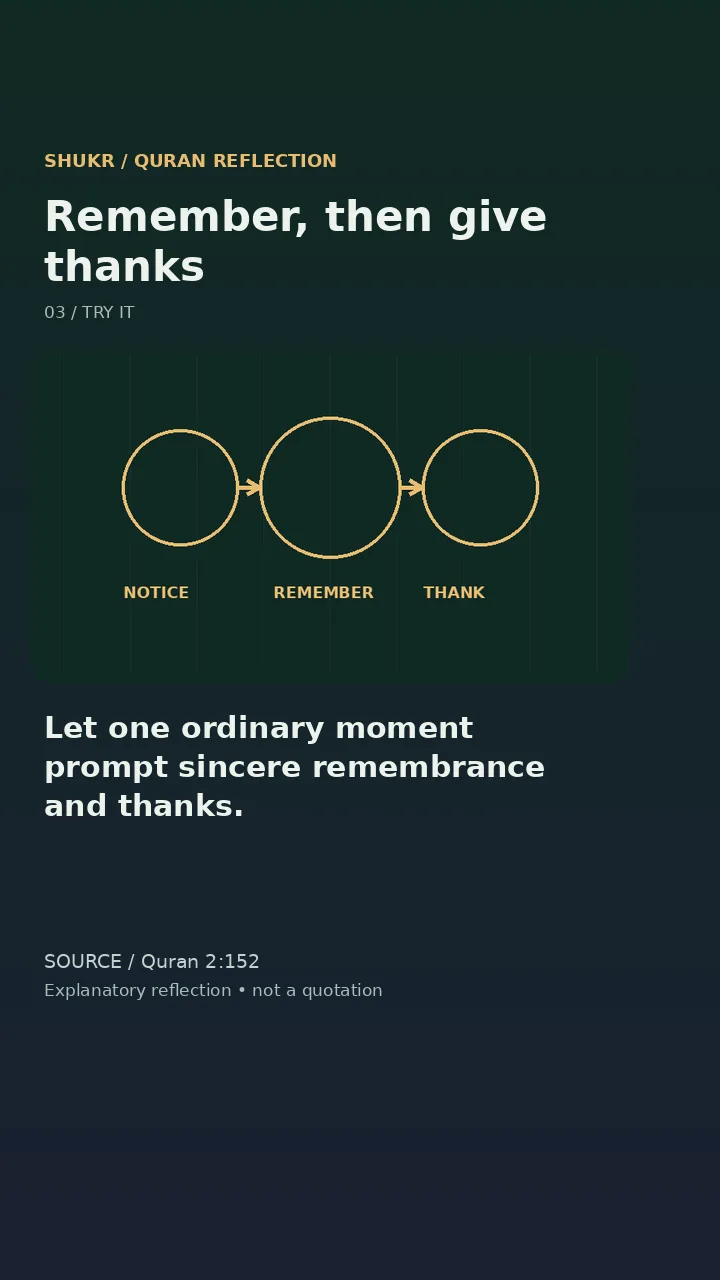 SHUKR / QURAN REFLECTION
Remember, then give
thanks
03 / TRY IT
NOTICE
REMEMBER
THANK
Let one ordinary moment
prompt sincere remembrance
and thanks.
SOURCE / Quran 2:152
Explanatory reflection • not a quotation